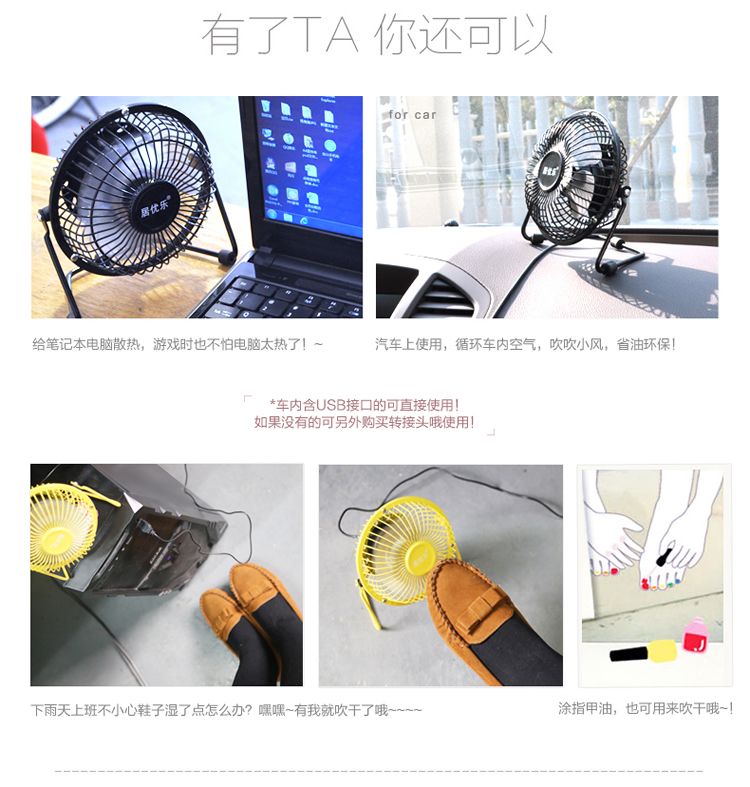 有了TA 你还可以
居优乐®
for car
居优乐
给笔记本电脑散热，游戏时也不怕电脑太热了！~
汽车上使用，循环车内空气，吹吹小风，省油环保！
*车内含USB接口的可直接使用！
如果没有的可另外购买转接头哦使用！
下雨天上班不小心鞋子湿了点怎么办？嘿嘿~有我就吹干了哦~~~~
涂指甲油，也可用来吹干哦~！